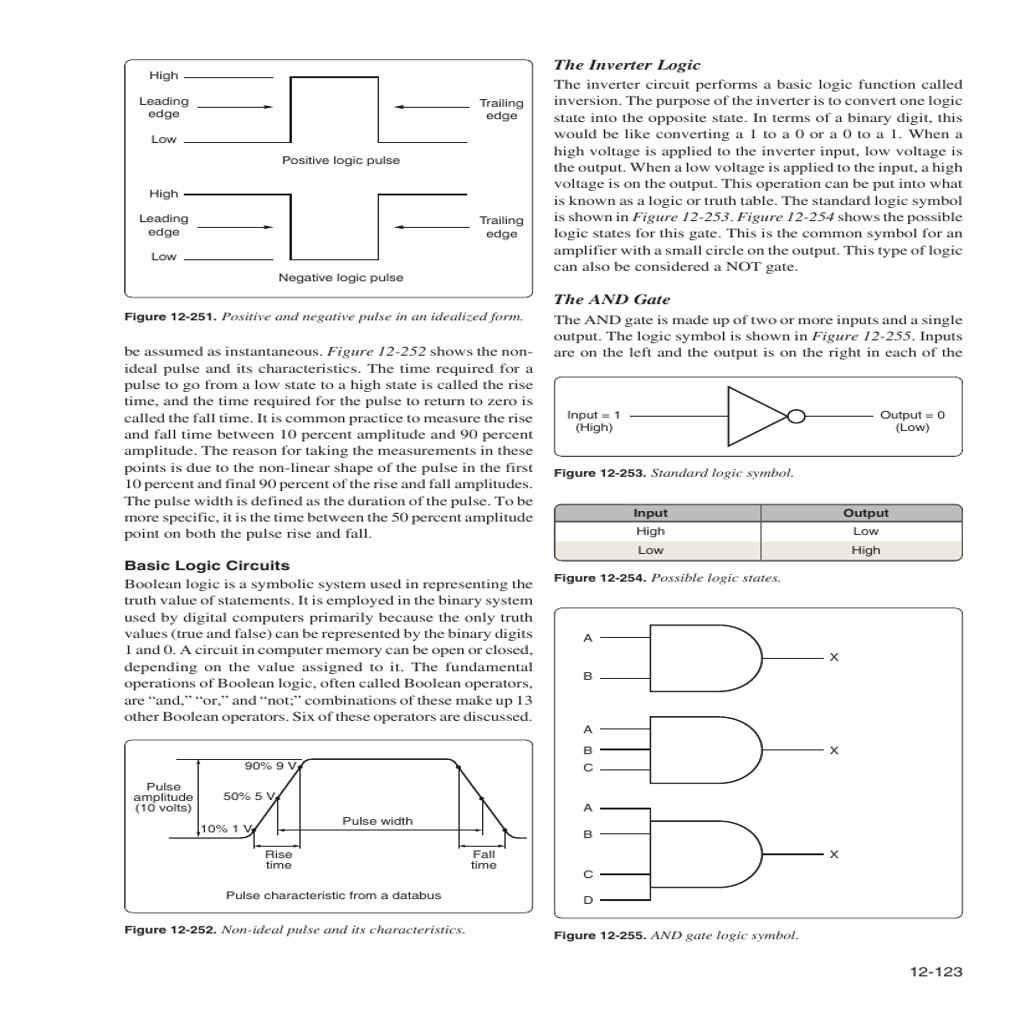 High
Leading
edge
Low
Trailing
edge
Positive logic pulse
High
Leading
edge
Low
Trailing
edge
Negative logic pulse
Figure 12-251. Positive and negative pulse in an idealized form.
be assumed as instantaneous. Figure 12-252 shows the non-
ideal pulse and its characteristics. The time required for a
pulse to go from a low state to a high state is called the rise
time, and the time required for the pulse to return to zero is
called the fall time. It is common practice to measure the rise
and fall time between 10 percent amplitude and 90 percent
amplitude. The reason for taking the measurements in these
points is due to the non-linear shape of the pulse in the first
10 percent and final 90 percent of the rise and fall amplitudes.
The pulse width is defined as the duration of the pulse. To be
more specific, it is the time between the 50 percent amplitude
point on both the pulse rise and fall.
Basic Logic Circuits
Boolean logic is a symbolic system used in representing the
truth value of statements. It is employed in the binary system
used by digital computers primarily because the only truth
values (true and false) can be represented by the binary digits
1 and 0. A circuit in computer memory can be open or closed,
depending on the value assigned to it. The fundamental
operations of Boolean logic, often called Boolean operators,
are “and,” “or,” and “not;” combinations of these make up 13
other Boolean operators. Six of these operators are discussed.
90% 9 V
Pulse
amplitude
(10 volts)
50% 5 V
10% 1 V
Pulse width
Rise
time
Fall
time
Pulse characteristic from a databus
Figure 12-252. Non-ideal pulse and its characteristics.
The Inverter Logic
The inverter circuit performs a basic logic function called
inversion. The purpose of the inverter is to convert one logic
state into the opposite state. In terms of a binary digit, this
would be like converting a 1 to a 0 or a 0 to a 1. When a
high voltage is applied to the inverter input, low voltage is
the output. When a low voltage is applied to the input, a high
voltage is on the output. This operation can be put into what
is known as a logic or truth table. The standard logic symbol
is shown in Figure 12-253. Figure 12-254 shows the possible
logic states for this gate. This is the common symbol for an
amplifier with a small circle on the output. This type of logic
can also be considered a NOT gate.
The AND Gate
The AND gate is made up of two or more inputs and a single
output. The logic symbol is shown in Figure 12-255. Inputs
are on the left and the output is on the right in each of the
Input = 1
(High)
Output = 0
(Low)
Figure 12-253. Standard logic symbol.
Input Output
High Low
Low High
Figure 12-254. Possible logic states.
A
B
X
A
B
C
X
A
B
C
D
X
Figure 12-255. AND gate logic symbol.
12-123